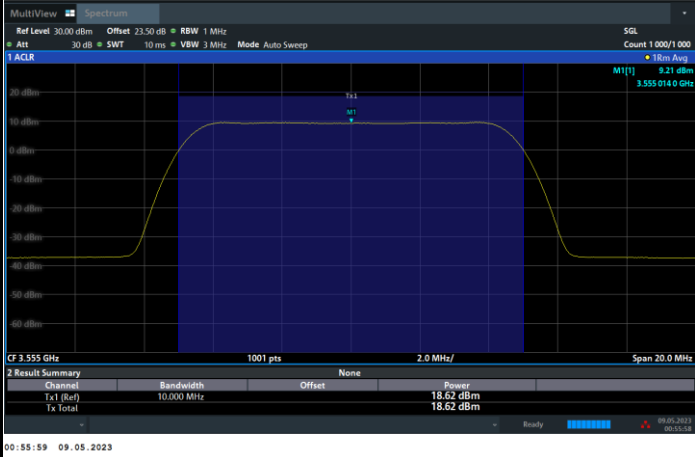 MultiView Spectrum
Ref Level 30.00 dBm Offset 23.50 dB RBW 1 MHz SGL
Att 30 dB SWT 10 ms VBW 3 MHz Mode Auto Sweep Count 1 000/1 000
1 ACLR 1Rm Avg
M1[1] 9.21 dBm
3.555 014 0 GHz
20 dBm
Tx1
10 dBm
M1
0 dBm
-10 dBm
-20 dBm
-30 dBm
-40 dBm
-50 dBm
-60 dBm
CF 3.555 GHz 1001 pts 2.0 MHz/ Span 20.0 MHz
2 Result Summary None
Channel Bandwidth Offset Power
Tx1 (Ref) 10.000 MHz 18.62 dBm
Tx Total 18.62 dBm
Ready 09.05.2023
00:55:58
00:55:59 09.05.2023